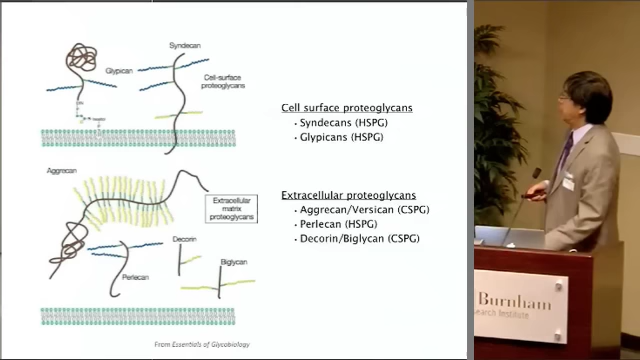 Syndecan
Glypican
Cell-surface
proteoglycans
Aggrecan
Extracellular
matrix
proteoglycans
Decorin
Perlecan
Biglycan
Cell surface proteoglycans
• Syndecans (HSPG)
• Glypicans (HSPG)
Extracellular proteoglycans
• Aggrecan/Versican (CSPG)
• Perlecan (HSPG)
• Decorin/Biglycan (CSPG)
From Essentials of Glycobiology
Burnham
search Institute